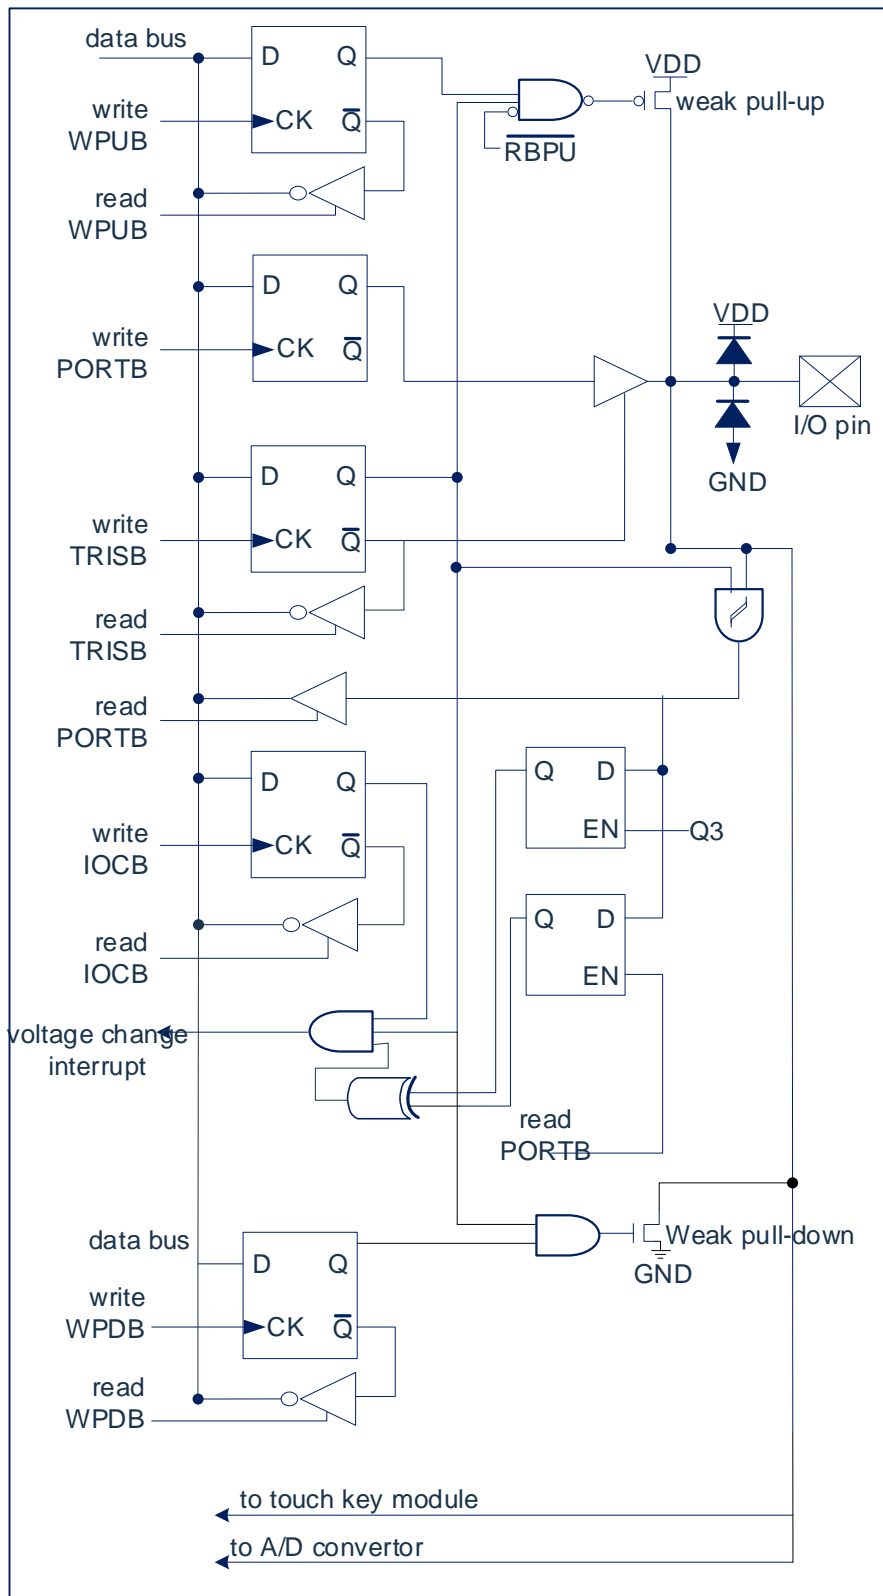 data bus
D
Q
write
WPUB
CK
Q
read
WPUB
VDD
weak pull-up
RBPU
D
Q
write
PORTB
CK
Q
VDD
I/O pin
GND
D
Q
write
TRISB
CK
Q
read
TRISB
read
PORTB
D
Q
write
IOCB
CK
Q
read
IOCB
Q
D
EN
Q3
Q
D
EN
voltage change
interrupt
read
PORTB
data bus
D
Q
write
WPDB
CK
Q
read
WPDB
Weak pull-down
GND
to touch key module
to A/D convertor